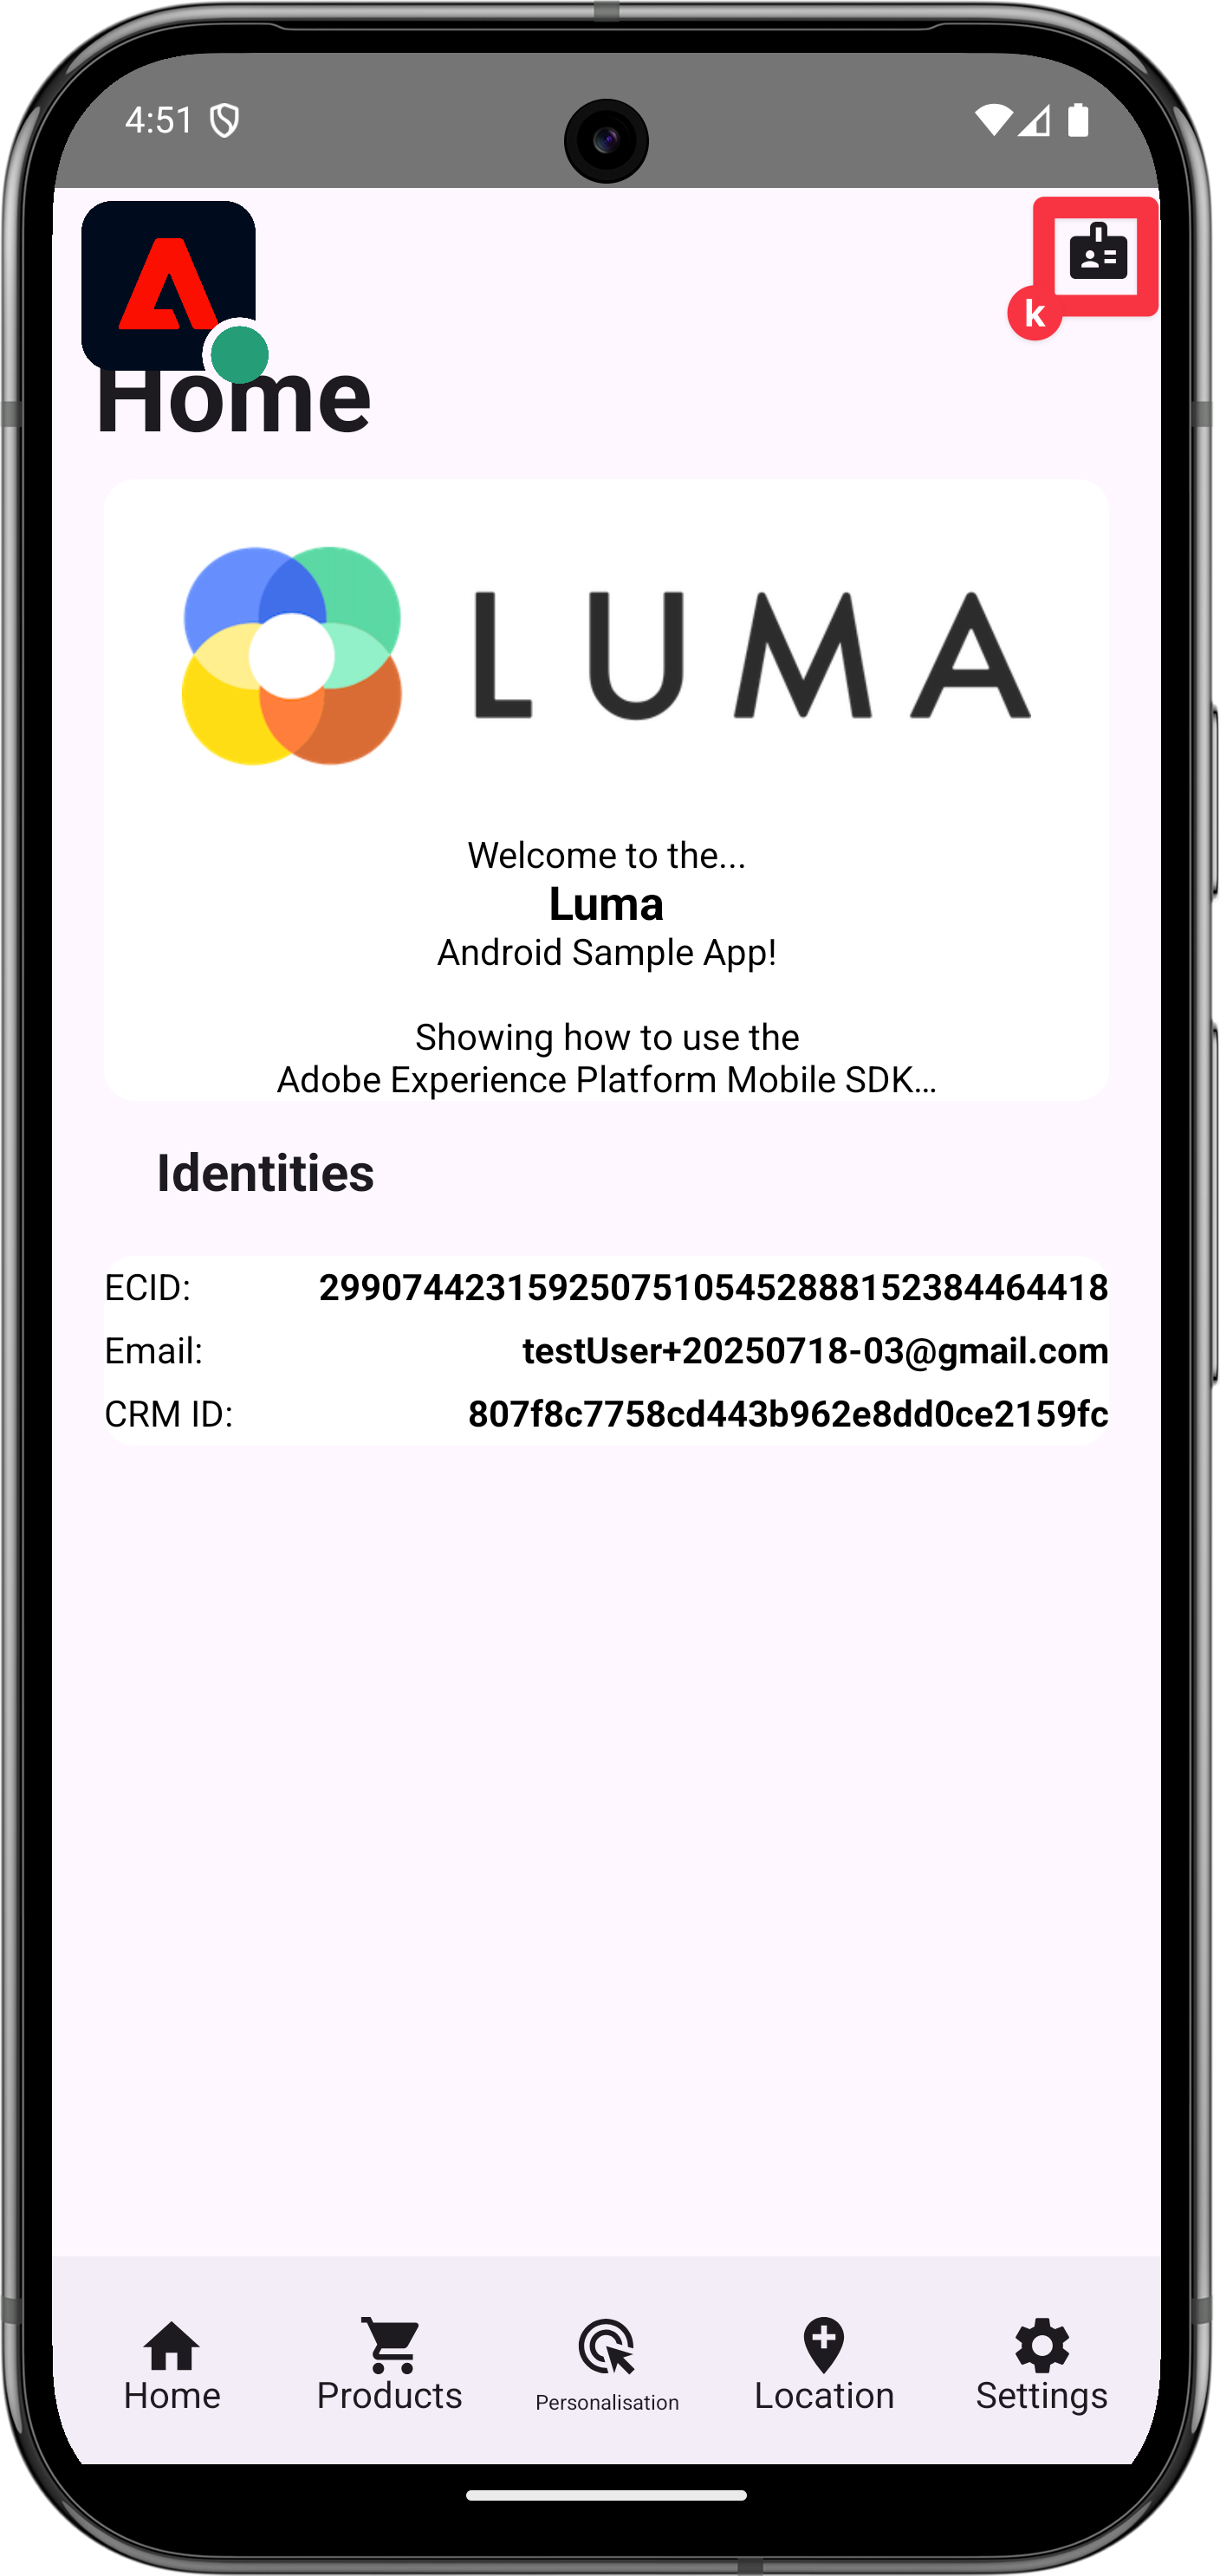 4:51
k
Home
LUMA
Welcome to the...
Luma
Android Sample App!
Showing how to use the
Adobe Experience Platform Mobile SDK...
Identities
ECID: 29907442315925075105452888152384464418
Email: testUser+20250718-03@gmail.com
CRM ID: 807f8c7758cd443b962e8dd0ce2159fc
Home Products Personalisation Location Settings